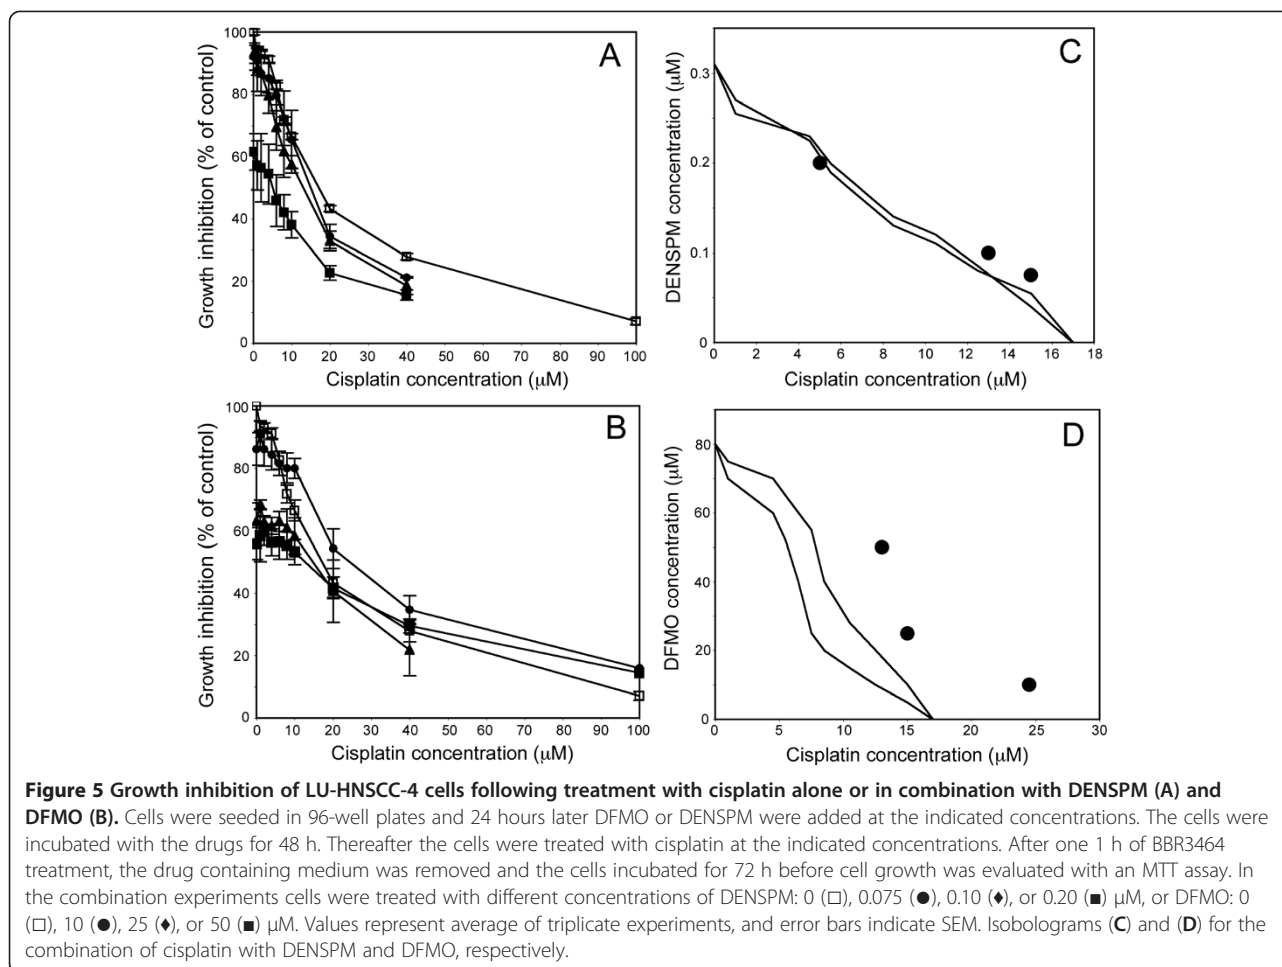 A
Growth inhibition (% of control)
100
80
60
40
20
0
0 20 40 60 80 100
Cisplatin concentration (µM)
C
DENSPM concentration (µM)
0.3
0.2
0.1
0
0 2 4 6 8 10 12 14 16 18
Cisplatin concentration (µM)
B
Growth inhibition (% of control)
100
80
60
40
20
0
0 10 20 30 40 50 60 70 80 90 100
Cisplatin concentration (µM)
D
DFMO concentration (µM)
80
60
40
20
0
0 5 10 15 20 25 30
Cisplatin concentration (µM)
Figure 5 Growth inhibition of LU-HNSCC-4 cells following treatment with cisplatin alone or in combination with DENSPM (A) and
DFMO (B). Cells were seeded in 96-well plates and 24 hours later DFMO or DENSPM were added at the indicated concentrations. The cells were
incubated with the drugs for 48 h. Thereafter the cells were treated with cisplatin at the indicated concentrations. After one 1 h of BBR3464
treatment, the drug containing medium was removed and the cells incubated for 72 h before cell growth was evaluated with an MTT assay. In
the combination experiments cells were treated with different concentrations of DENSPM: 0 (□), 0.075 (●), 0.10 (♦), or 0.20 (■) µM, or DFMO: 0
(□), 10 (●), 25 (♦), or 50 (■) µM. Values represent average of triplicate experiments, and error bars indicate SEM. Isobolograms (C) and (D) for the
combination of cisplatin with DENSPM and DFMO, respectively.